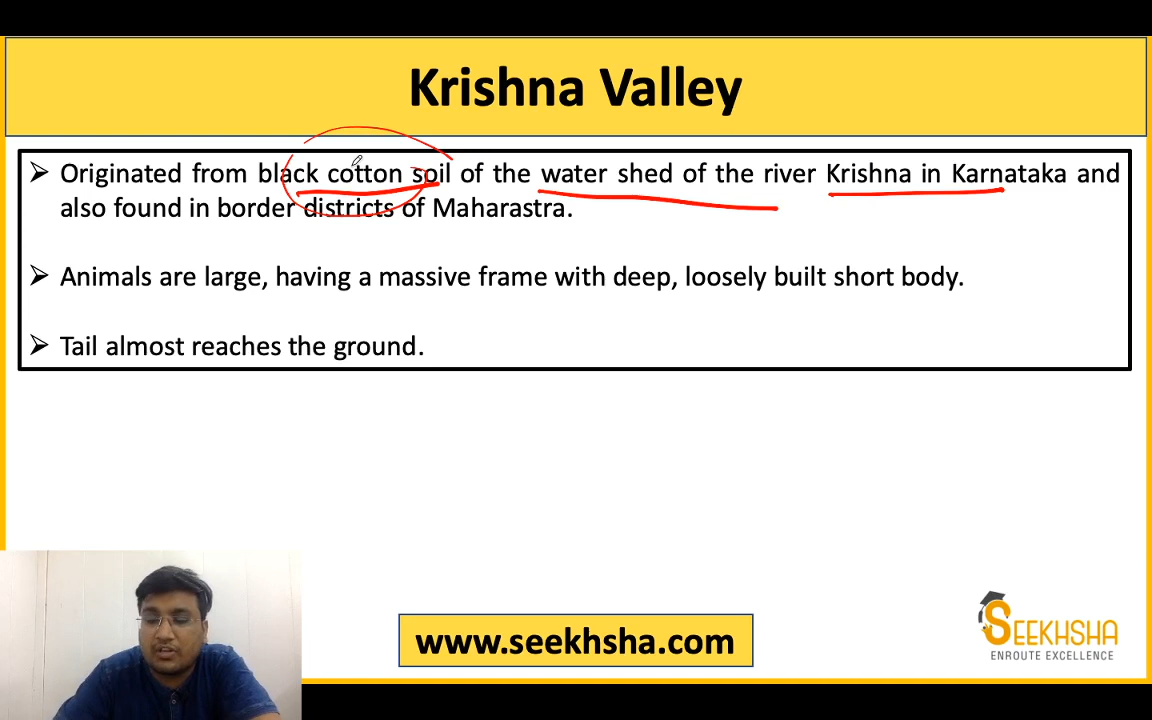 Krishna Valley
➢ Originated from black cotton soil of the water shed of the river Krishna in Karnataka and
also found in border districts of Maharastra.
➢ Animals are large, having a massive frame with deep, loosely built short body.
➢ Tail almost reaches the ground.
www.seekhsha.com
SEEKHSHA
ENROUTE EXCELLENCE